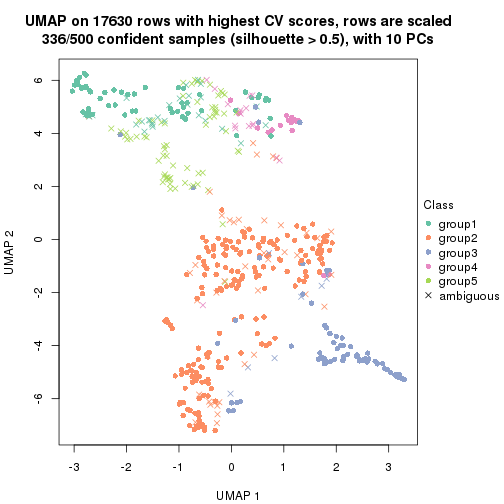 UMAP on 17630 rows with highest CV scores, rows are scaled
336/500 confident samples (silhouette > 0.5), with 10 PCs
6
4
2
0
-2
-4
-6
UMAP 2
-3
-2
-1
0
1
2
3
UMAP 1
Class
group1
group2
group3
group4
group5
ambiguous